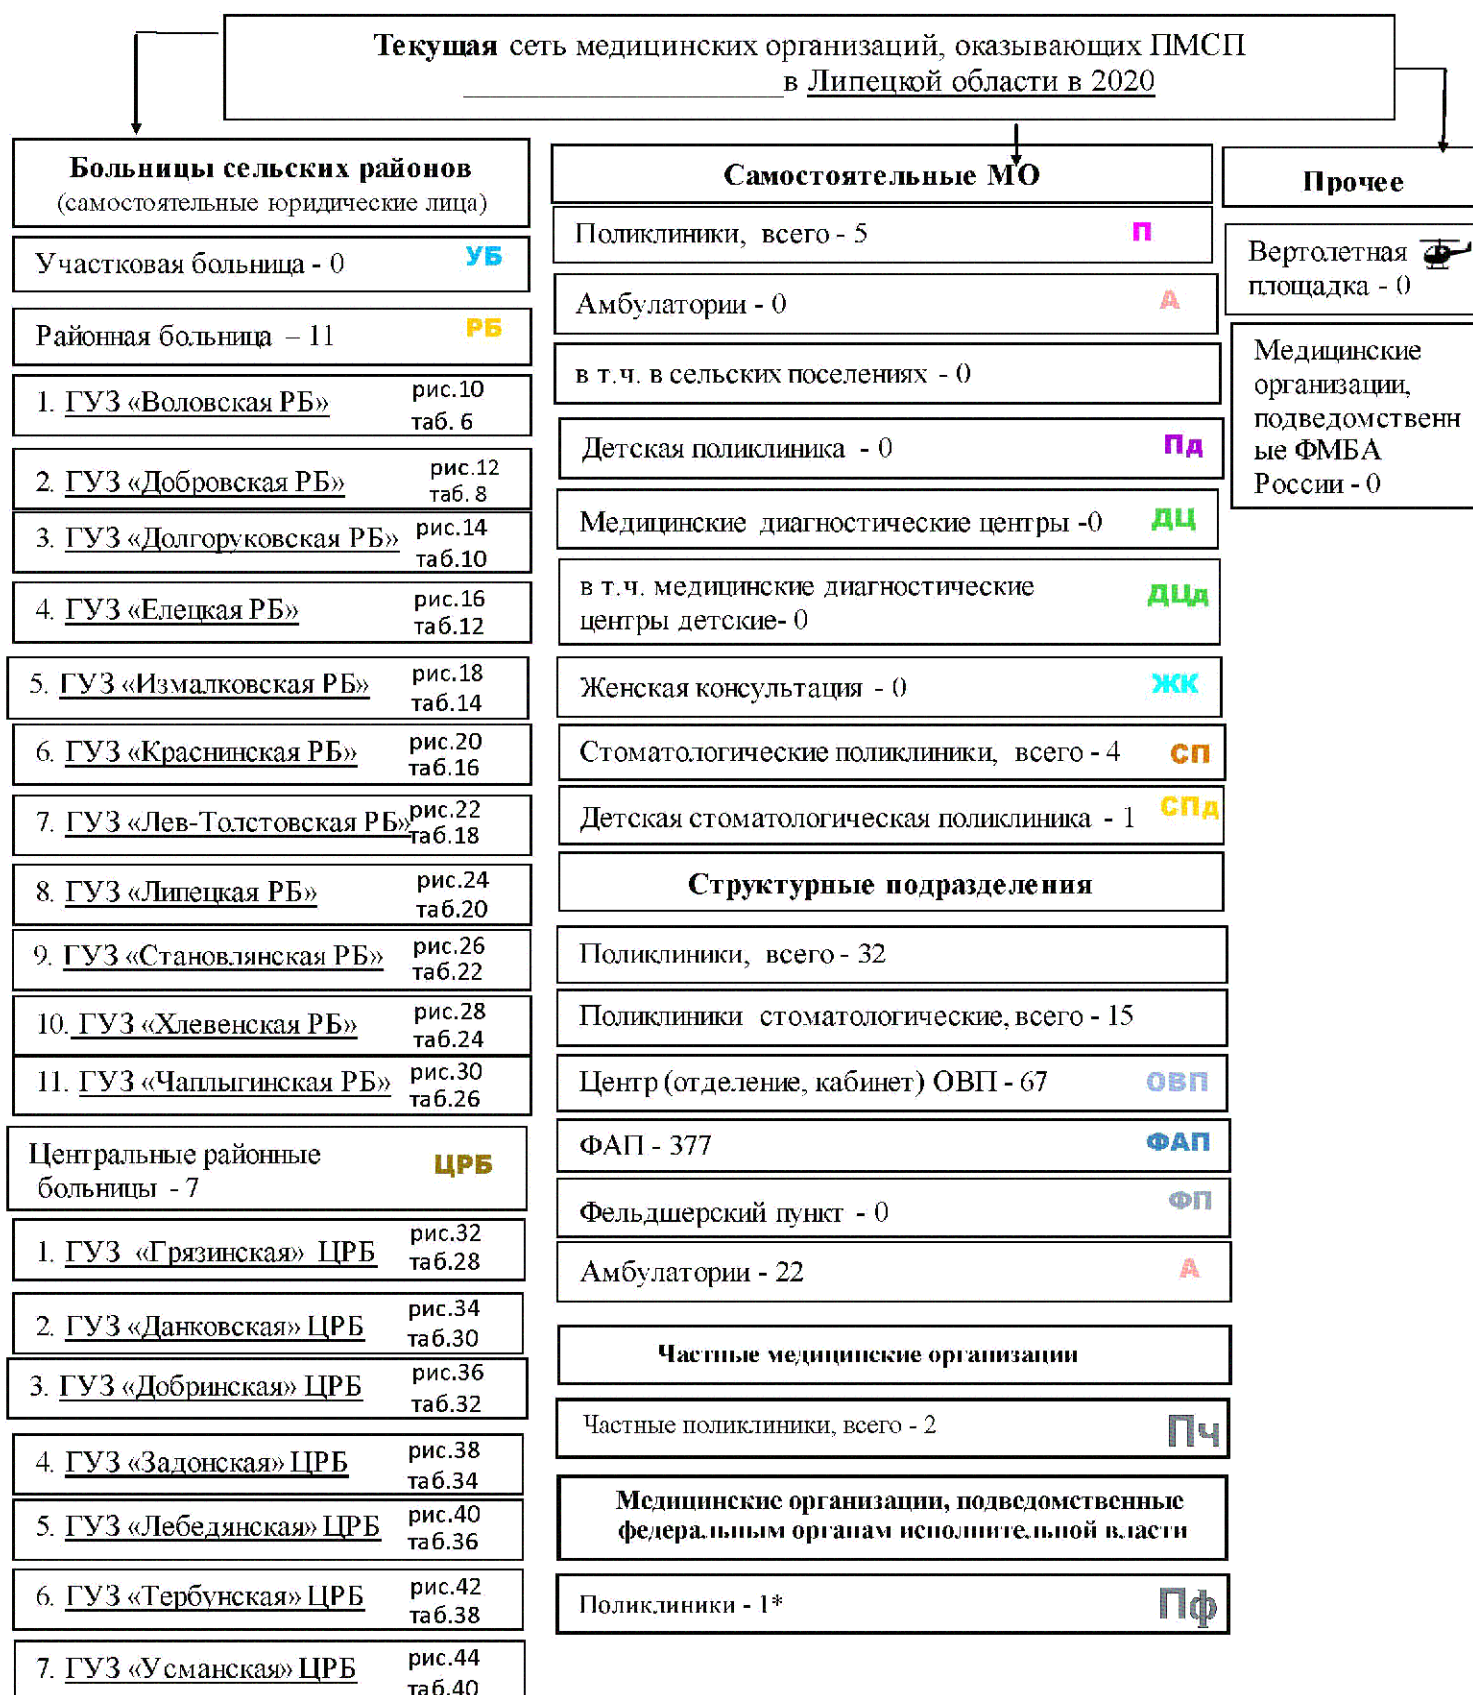 Текущая сеть медицинских организаций, оказывающих ПМСП
_____________________в Липецкой области в 2020
Больницы сельских районов
(самостоятельные юридические лица)
Участковая больница - 0 УБ
Районная больница – 11 РБ
1. ГУЗ «Воловская РБ» рис.10
таб. 6
2. ГУЗ «Добровская РБ» рис.12
таб. 8
3. ГУЗ «Долгоруковская РБ» рис.14
таб.10
4. ГУЗ «Елецкая РБ» рис.16
таб.12
5. ГУЗ «Измалковская РБ» рис.18
таб.14
6. ГУЗ «Краснинская РБ» рис.20
таб.16
7. ГУЗ «Лев-Толстовская РБ» рис.22
таб.18
8. ГУЗ «Липецкая РБ» рис.24
таб.20
9. ГУЗ «Становлянская РБ» рис.26
таб.22
10. ГУЗ «Хлевенская РБ» рис.28
таб.24
11. ГУЗ «Чаплыгинская РБ» рис.30
таб.26
Центральные районные
больницы - 7 ЦРБ
1. ГУЗ «Грязинская» ЦРБ рис.32
таб.28
2. ГУЗ «Данковская» ЦРБ рис.34
таб.30
3. ГУЗ «Добринская» ЦРБ рис.36
таб.32
4. ГУЗ «Задонская» ЦРБ рис.38
таб.34
5. ГУЗ «Лебедянская» ЦРБ рис.40
таб.36
6. ГУЗ «Тербунская» ЦРБ рис.42
таб.38
7. ГУЗ «Усманская» ЦРБ рис.44
таб.40
Самостоятельные МО
Поликлиники, всего - 5 П
Амбулатории - 0 А
в т.ч. в сельских поселениях - 0
Детская поликлиника - 0 Пд
Медицинские диагностические центры -0 ДЦ
в т.ч. медицинские диагностические
центры детские- 0 ДЦд
Женская консультация - 0 ЖК
Стоматологические поликлиники, всего - 4 СП
Детская стоматологическая поликлиника - 1 СПд
Структурные подразделения
Поликлиники, всего - 32
Поликлиники стоматологические, всего - 15
Центр (отделение, кабинет) ОВП - 67 ОВП
ФАП - 377 ФАП
Фельдшерский пункт - 0 ФП
Амбулатории - 22 А
Частные медицинские организации
Частные поликлиники, всего - 2 Пч
Медицинские организации, подведомственные
федеральным органам исполнительной власти
Поликлиники - 1* Пф
Прочее
Вертолетная
площадка - 0
Медицинские
организации,
подведомственн
ые ФМБА
России - 0